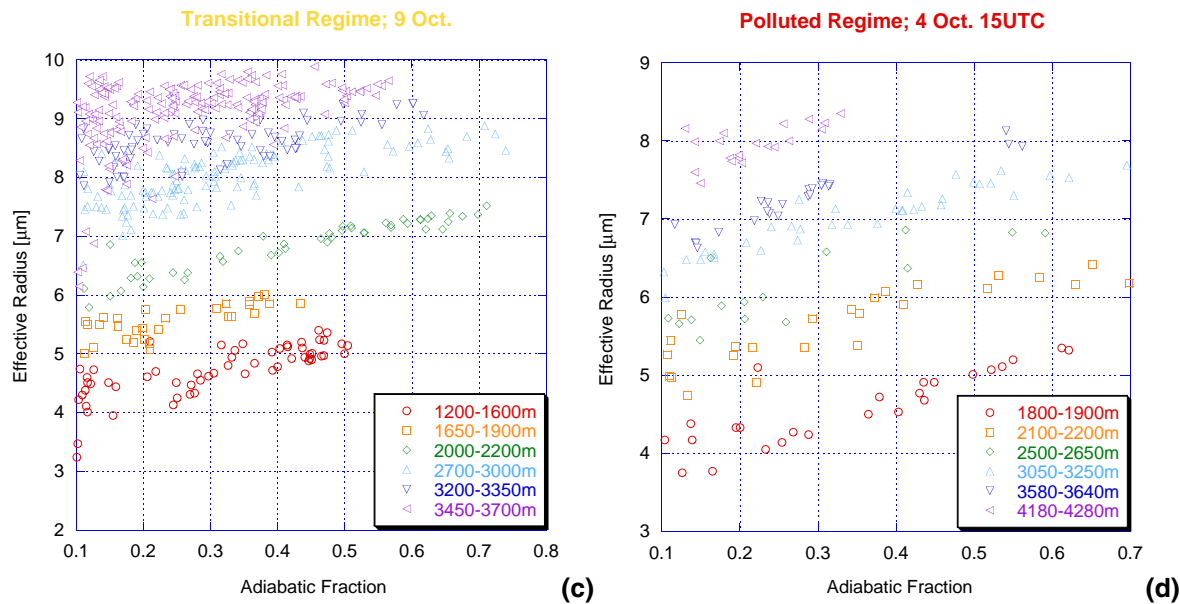 Transitional Regime; 9 Oct.
10
9
8
7
6
5
4
3
2
Effective Radius [µm]
1200-1600m
1650-1900m
2000-2200m
2700-3000m
3200-3350m
3450-3700m
0.1 0.2 0.3 0.4 0.5 0.6 0.7 0.8
Adiabatic Fraction
(c)
Polluted Regime; 4 Oct. 15UTC
9
8
7
6
5
4
3
Effective Radius [µm]
1800-1900m
2100-2200m
2500-2650m
3050-3250m
3580-3640m
4180-4280m
0.1 0.2 0.3 0.4 0.5 0.6 0.7
Adiabatic Fraction
(d)